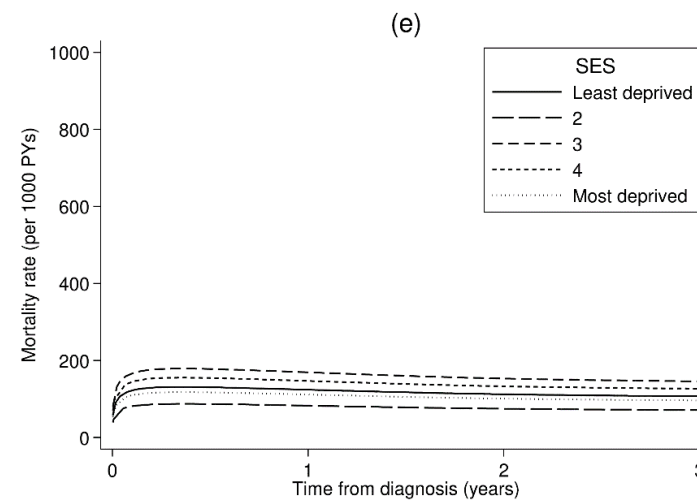 (e)
1000
800
600
400
200
0
Mortality rate (per 1000 PYs)
SES
Least deprived
2
3
4
Most deprived
0 1 2 3
Time from diagnosis (years)